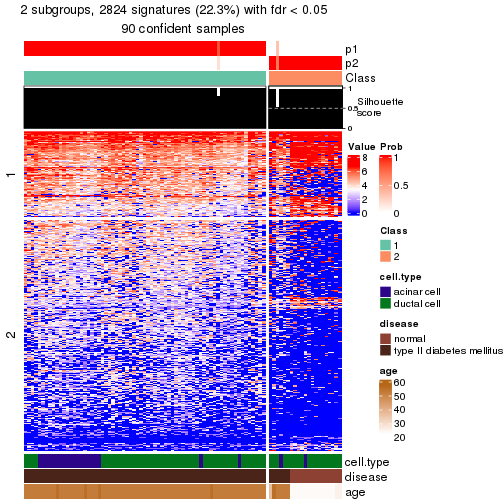 2 subgroups, 2824 signatures (22.3%) with fdr < 0.05
90 confident samples
p1
p2
Class
1
0.5
0
Silhouette
score
1
2
Value
8
6
4
2
0
Prob
1
0.5
0
Class
1
2
cell.type
acinar cell
ductal cell
disease
normal
type II diabetes mellitus
age
60
50
40
30
20
cell.type
disease
age